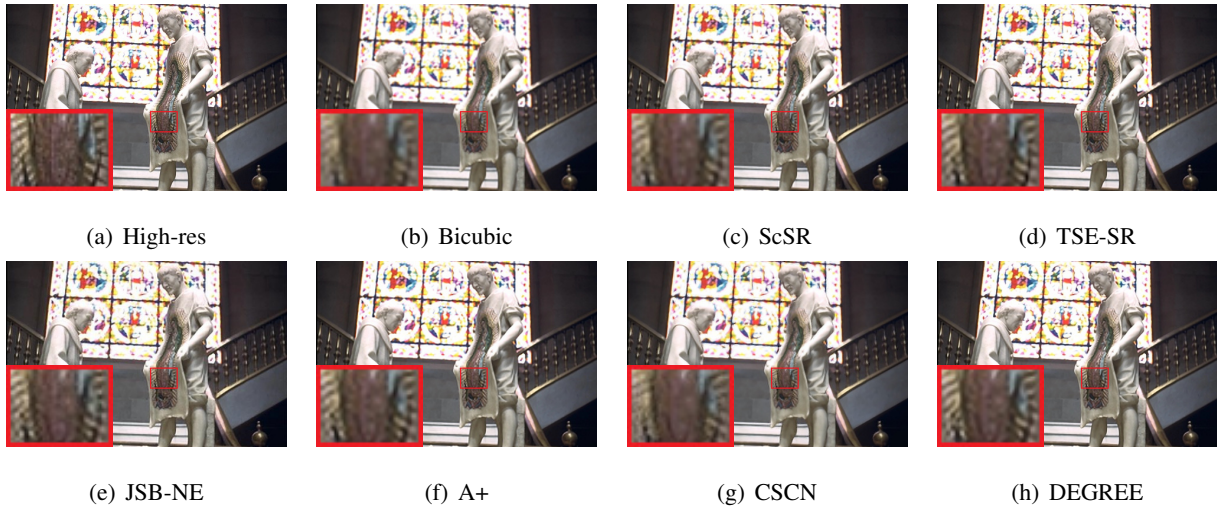 (a) High-res
(b) Bicubic
(c) ScSR
(d) TSE-SR
(e) JSB-NE
(f) A+
(g) CSCN
(h) DEGREE